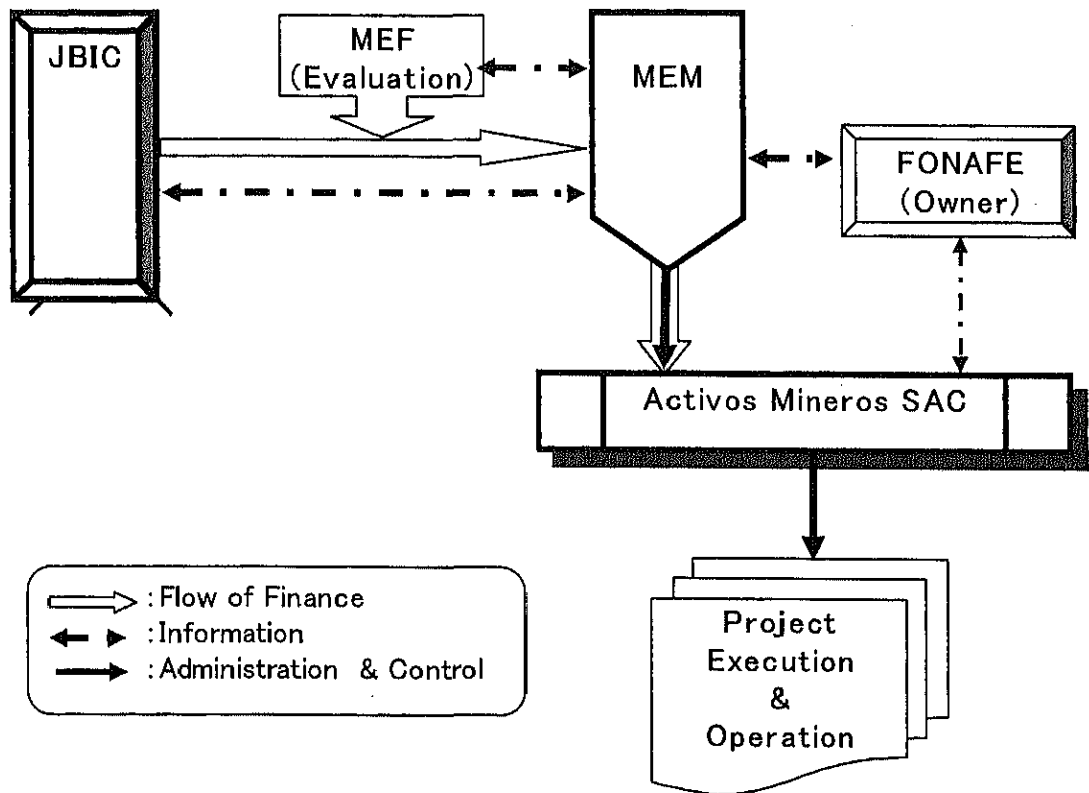 JBIC
MEF
(Evaluation)
MEM
FONAFE
(Owner)
Activos Mineros SAC
:Flow of Finance
:Information
:Administration & Control
Project
Execution
&
Operation